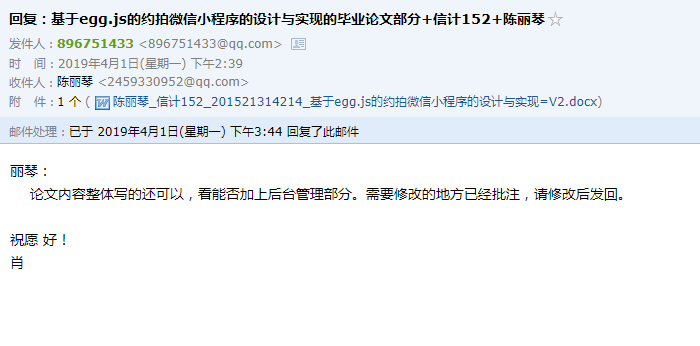 回复：基于egg.js的约拍微信小程序的设计与实现的毕业论文部分+信计152+陈丽琴☆
发件人：896751433 <896751433@qq.com>
时　间：2019年4月1日(星期一) 下午2:39
收件人：陈丽琴 <2459330952@qq.com>
附　件：1 个 ( 陈丽琴_信计152_201521314214_基于egg.js的约拍微信小程序的设计与实现=V2.docx)
邮件处理：已于 2019年4月1日(星期一) 下午3:44 回复了此邮件
丽琴：
论文内容整体写的还可以，看能否加上后台管理部分。需要修改的地方已经批注，请修改后发回。
祝愿 好！
肖